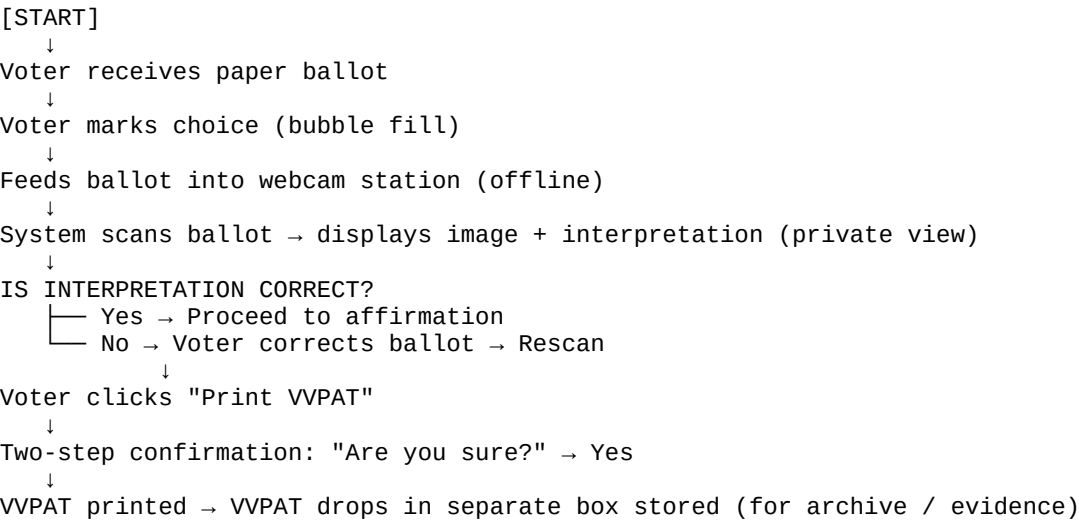 [START]
↓
Voter receives paper ballot
↓
Voter marks choice (bubble fill)
↓
Feeds ballot into webcam station (offline)
↓
System scans ballot → displays image + interpretation (private view)
↓
IS INTERPRETATION CORRECT?
├── Yes → Proceed to affirmation
└── No → Voter corrects ballot → Rescan
↓
Voter clicks "Print VVPAT"
↓
Two-step confirmation: "Are you sure?" → Yes
↓
VVPAT printed → VVPAT drops in separate box stored (for archive / evidence)